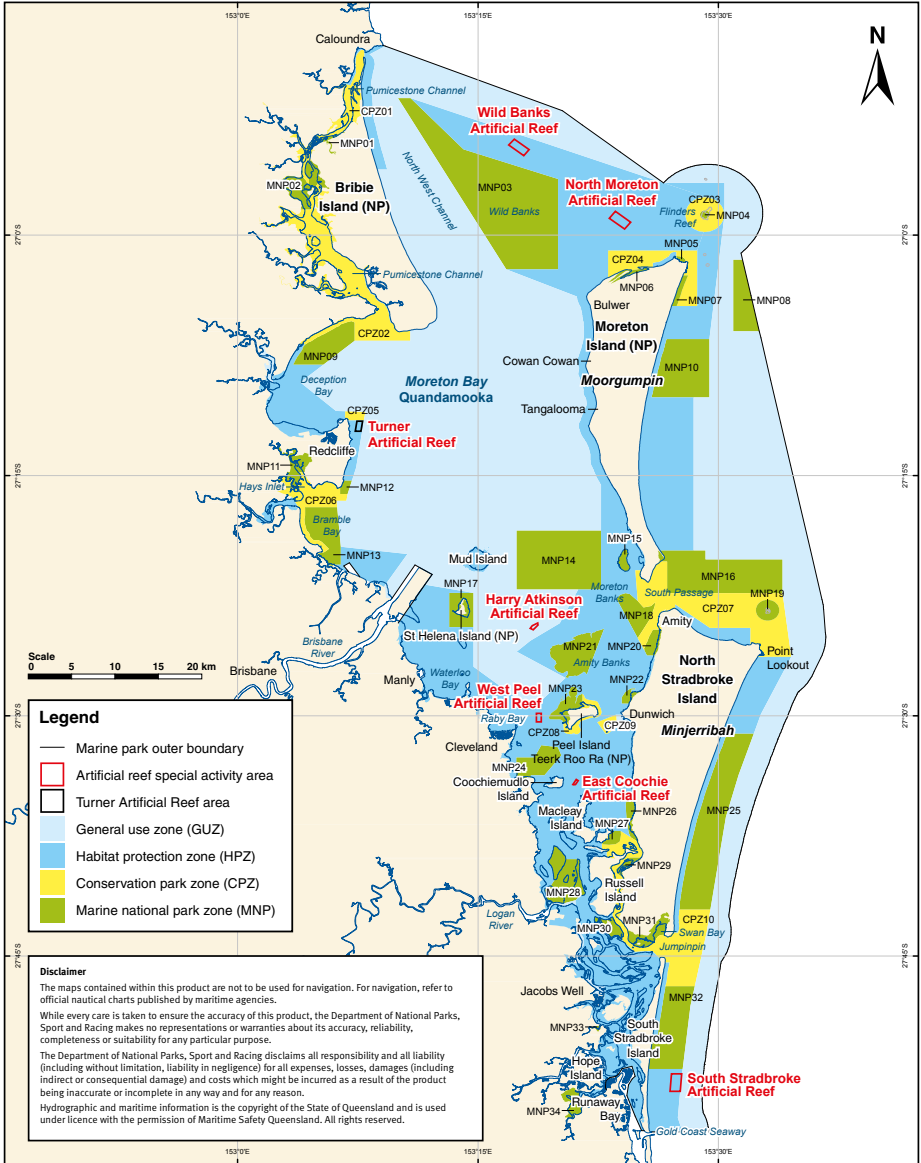 153°0'E
153°15'E
153°30'E
Caloundra
N
Pumicestone Channel
CPZ01
Wild Banks
Artificial Reef
MNP01
North West Channel
MNP02
Bribie
Island (NP)
MNP03
Wild Banks
North Moreton
Artificial Reef
CPZ03
Flinders
Reef
MNP04
27°0'S
27°0'S
MNP05
CPZ04
Pumicestone Channel
MNP06
MNP07
MNP08
Bulwer
Moreton
Island (NP)
CPZ02
MNP09
Cowan Cowan
MNP10
Deception
Bay
Moreton Bay
Quandamooka
Moorgumpin
CPZ05
Tangalooma
Turner
Artificial Reef
Redcliffe
MNP11
27°15'S
27°15'S
Hays Inlet
MNP12
CPZ06
Bramble
Bay
MNP13
Mud Island
MNP14
MNP15
MNP16
MNP17
Moreton
Banks
South Passage
MNP19
Harry Atkinson
Artificial Reef
CPZ07
MNP18
Amity
St Helena Island (NP)
Brisbane
River
MNP21
MNP20
Point
Lookout
Scale
0 5 10 15 20 km
Amity Banks
North
Stradbroke
Island
Brisbane
Manly
Waterloo
Bay
MNP22
West Peel
Artificial Reef
MNP23
Raby Bay
Dunwich
27°30'S
27°30'S
CPZ09
Minjerribah
CPZ08
Cleveland
Peel Island
Teerk Roo Ra (NP)
MNP24
Coochiemudlo
Island
East Coochie
Artificial Reef
Macleay
Island
MNP26
MNP25
MNP27
MNP29
Russell
Island
MNP28
Logan
River
MNP31
CPZ10
MNP30
Swan Bay
Jumpinpin
27°45'S
27°45'S
Jacobs Well
MNP32
MNP33
South
Stradbroke
Island
Hope
Island
South Stradbroke
Artificial Reef
Runaway
Bay
MNP34
Gold Coast Seaway
153°0'E
153°15'E
153°30'E
Legend
Marine park outer boundary
Artificial reef special activity area
Turner Artificial Reef area
General use zone (GUZ)
Habitat protection zone (HPZ)
Conservation park zone (CPZ)
Marine national park zone (MNP)
Disclaimer
The maps contained within this product are not to be used for navigation. For navigation, refer to
official nautical charts published by maritime agencies.
While every care is taken to ensure the accuracy of this product, the Department of National Parks,
Sport and Racing makes no representations or warranties about its accuracy, reliability,
completeness or suitability for any particular purpose.
The Department of National Parks, Sport and Racing disclaims all responsibility and all liability
(including without limitation, liability in negligence) for all expenses, losses, damages (including
indirect or consequential damage) and costs which might be incurred as a result of the product
being inaccurate or incomplete in any way and for any reason.
Hydrographic and maritime information is the copyright of the State of Queensland and is used
under licence with the permission of Maritime Safety Queensland. All rights reserved.